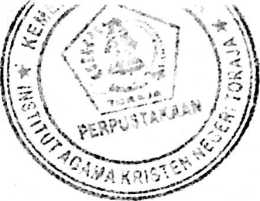 KEME
TORAJA
PERPUSTAKAAN
INSTITUT AGAMA KRISTEN NEGERI TORAJA